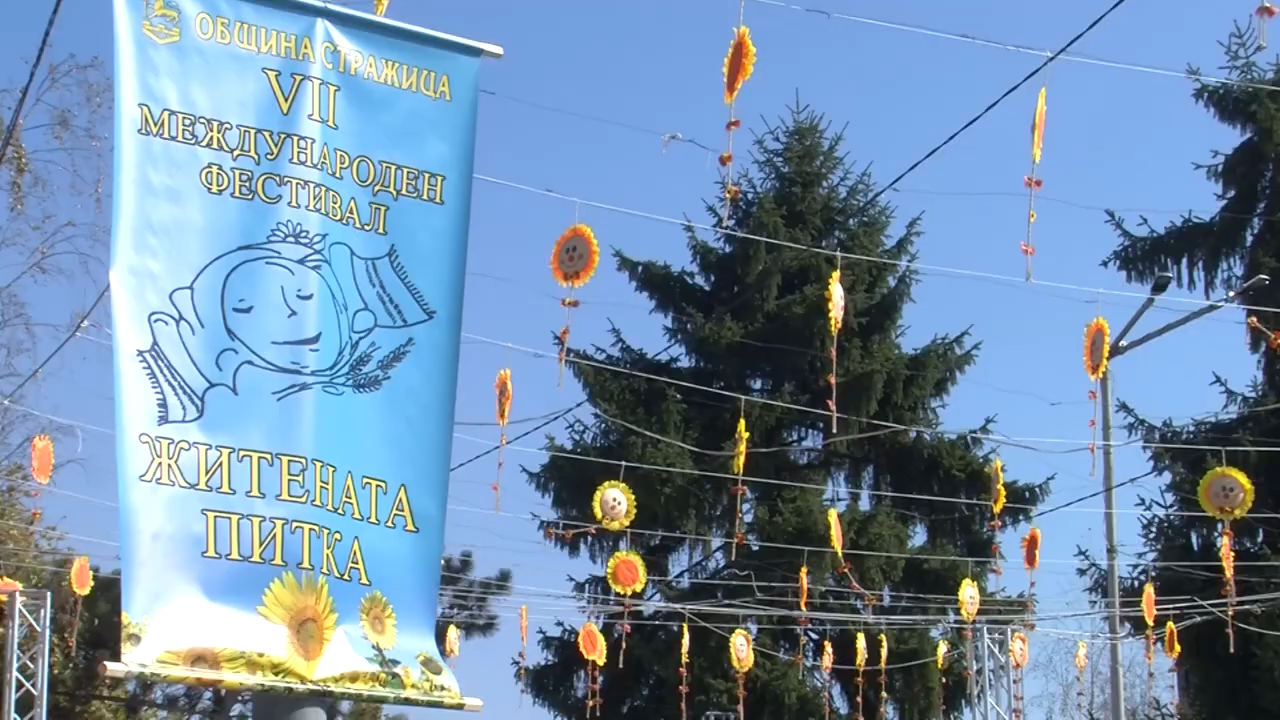 ОБЩИНА СТРАЖИЦА
VII
МЕЖДУНАРОДЕН
ФЕСТИВАЛ
ЖИТЕНАТА
ПИТКА